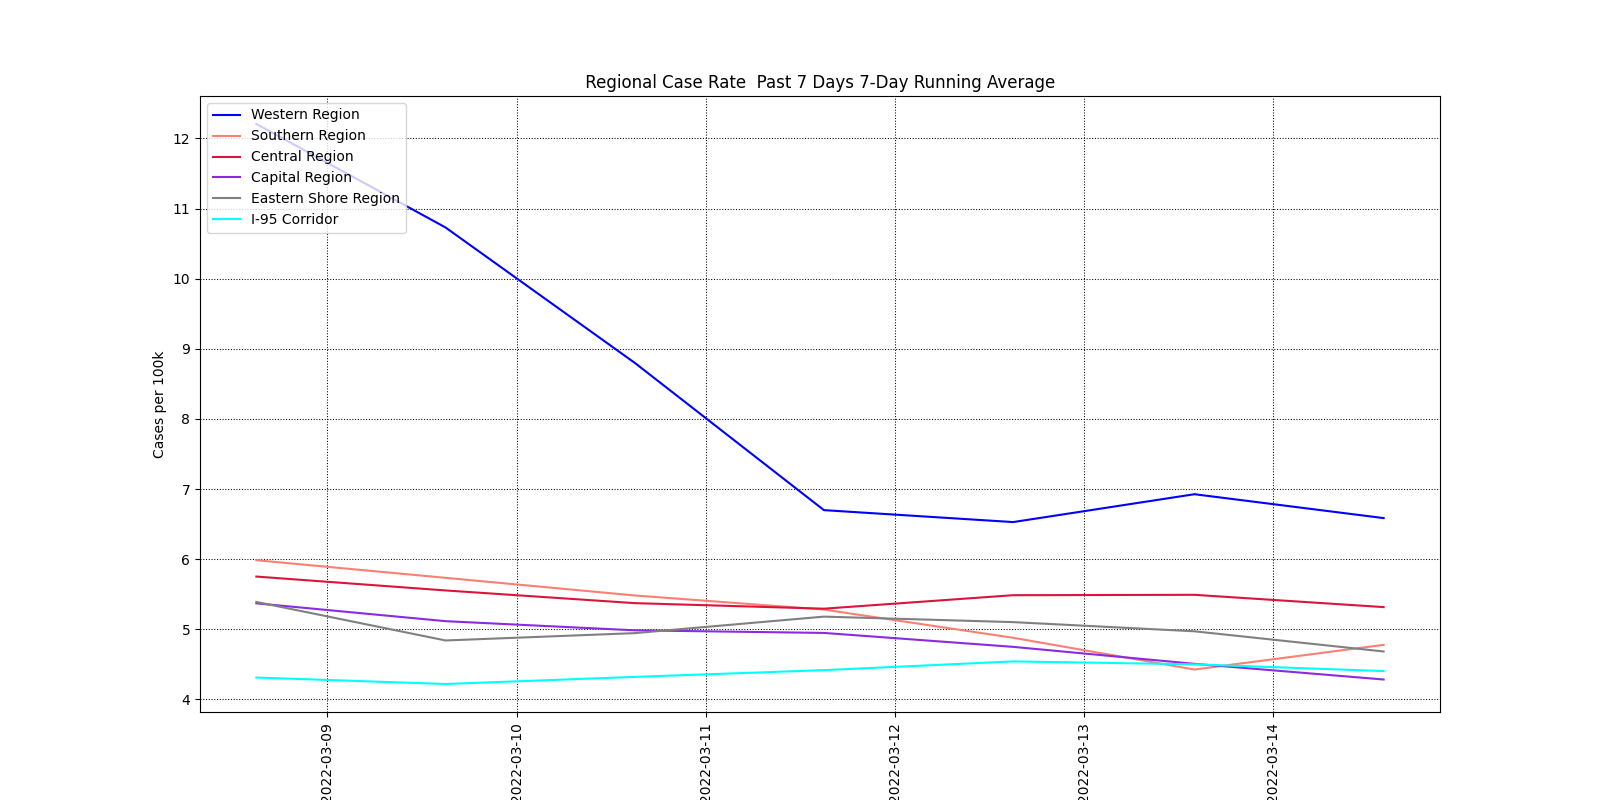 Regional Case Rate  Past 7 Days 7-Day Running Average
Western Region
Southern Region
Central Region
Capital Region
Eastern Shore Region
I-95 Corridor
Cases per 100k
12
11
10
9
8
7
6
5
4
2022-03-09
2022-03-10
2022-03-11
2022-03-12
2022-03-13
2022-03-14